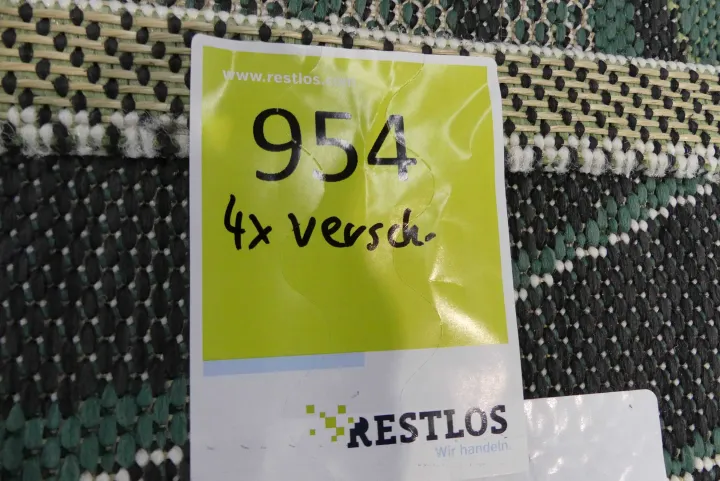 www.restlos.com
954
4x versch.
RESTLOS
Wir handeln.